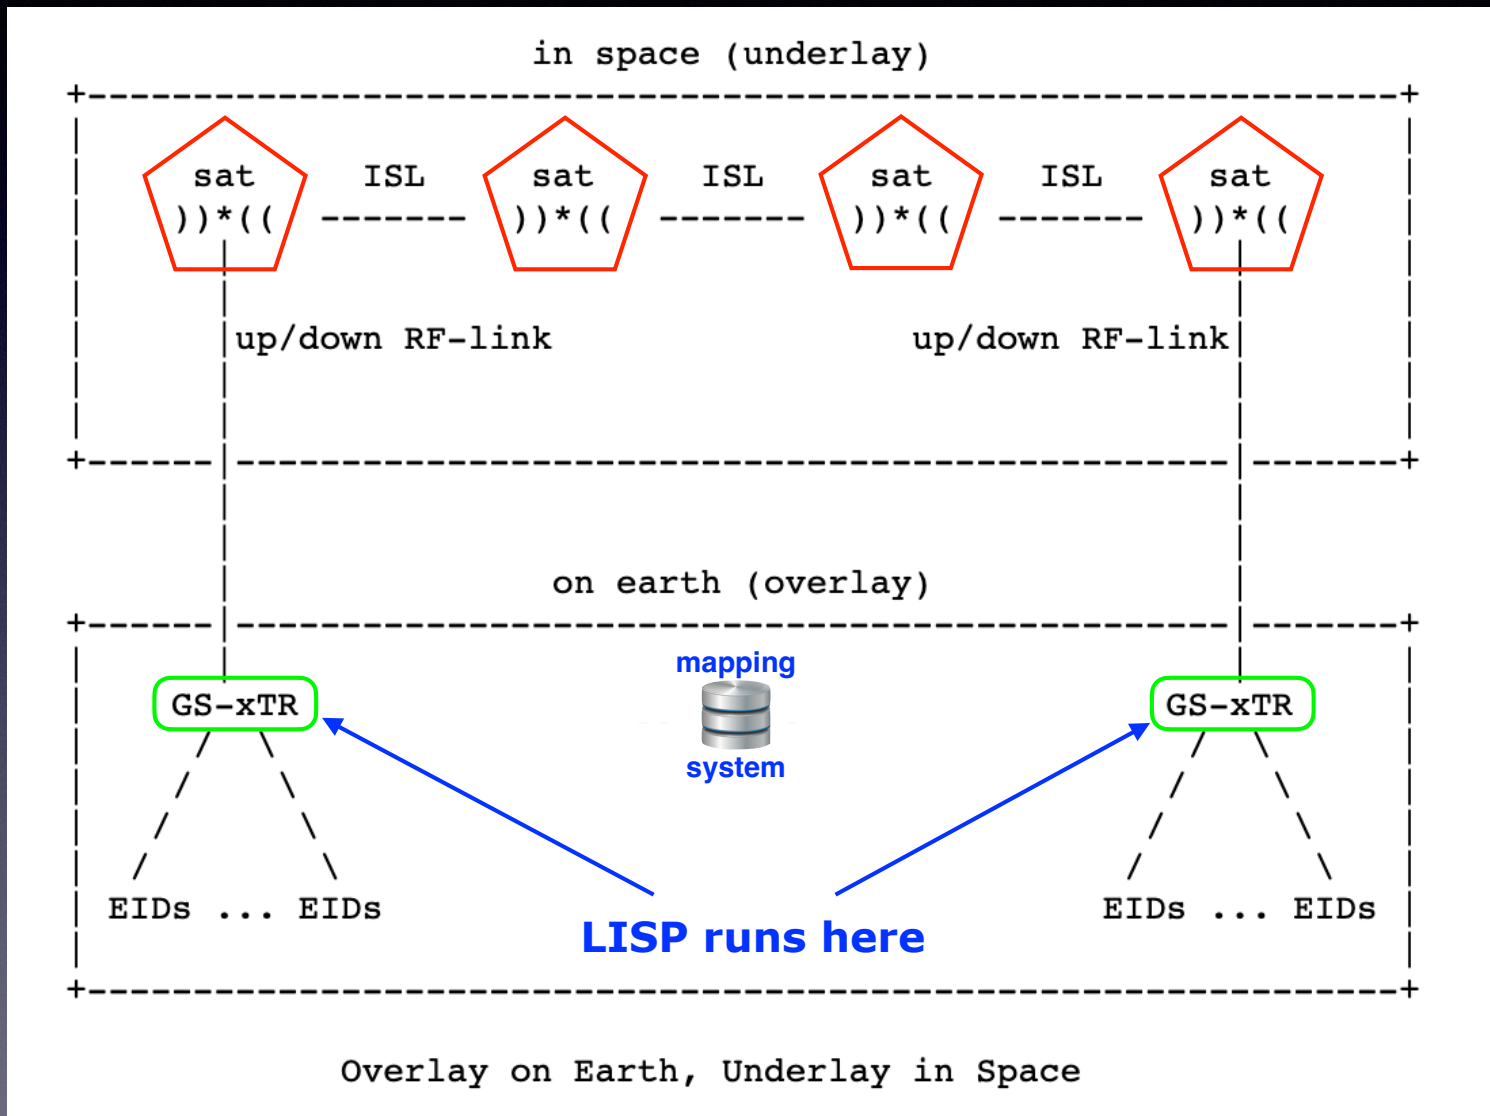 in space (underlay)
sat ISL sat ISL sat ISL sat
))*(( ------- ))*(( ------- ))*(( ------- ))*((
up/down RF-link up/down RF-link
on earth (overlay)
mapping
GS-xTR GS-xTR
system
EIDs ... EIDs EIDs ... EIDs
LISP runs here
Overlay on Earth, Underlay in Space